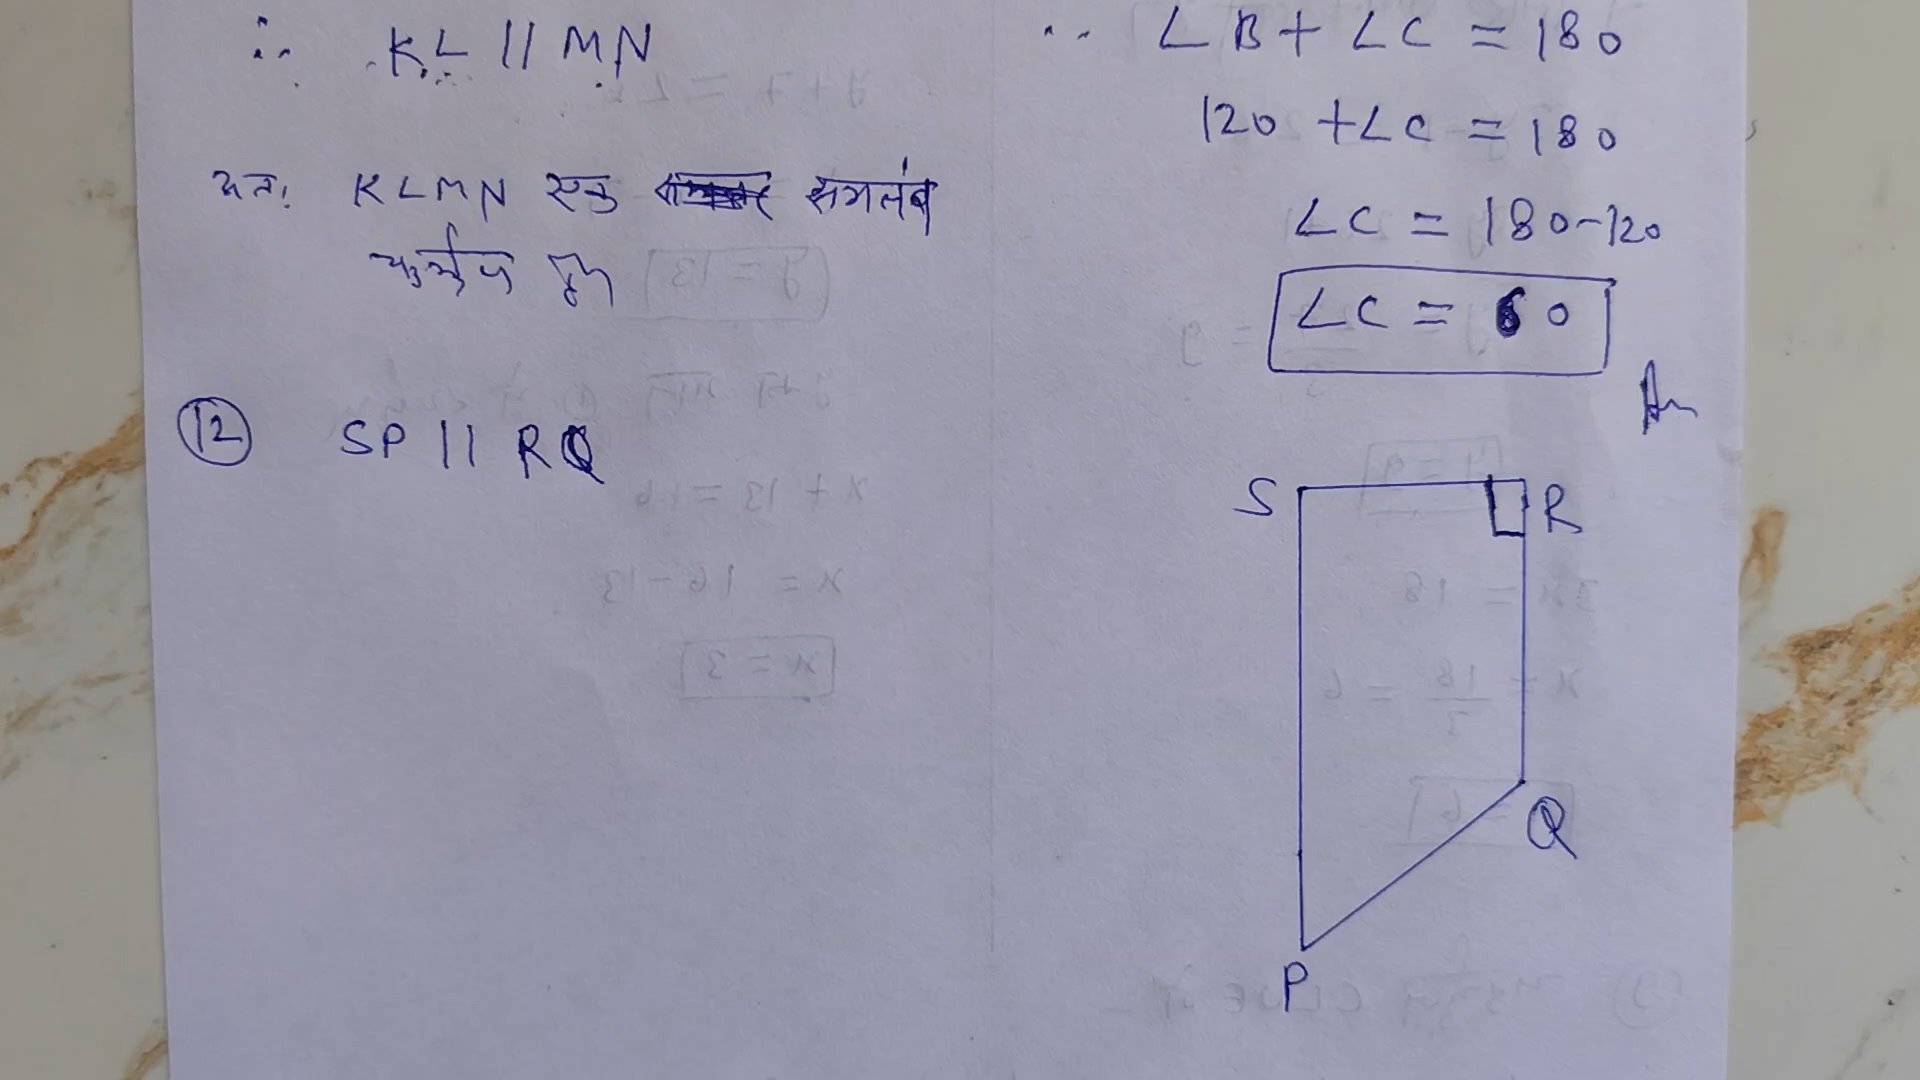 ∴ KL || MN
अतः KLMN एक समलंब
चतुर्भुज है।
∴ ∠B + ∠C = 180
120 + ∠C = 180
∠C = 180-120
∠C = 60
Ans
12 SP || RQ
S R
Q
P